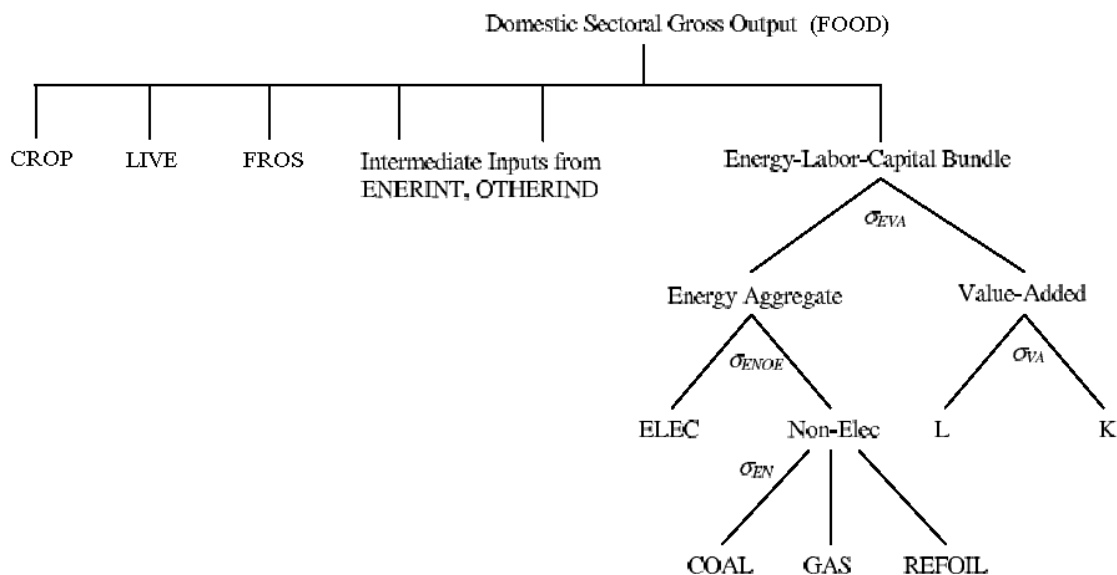 Domestic Sectoral Gross Output (FOOD)
CROP
LIVE
FROS
Intermediate Inputs from
ENERINT, OTHERIND
Energy-Labor-Capital Bundle
σEVA
Energy Aggregate
Value-Added
σENOE
σVA
ELEC
Non-Elec
L
K
σEN
COAL
GAS
REFOIL